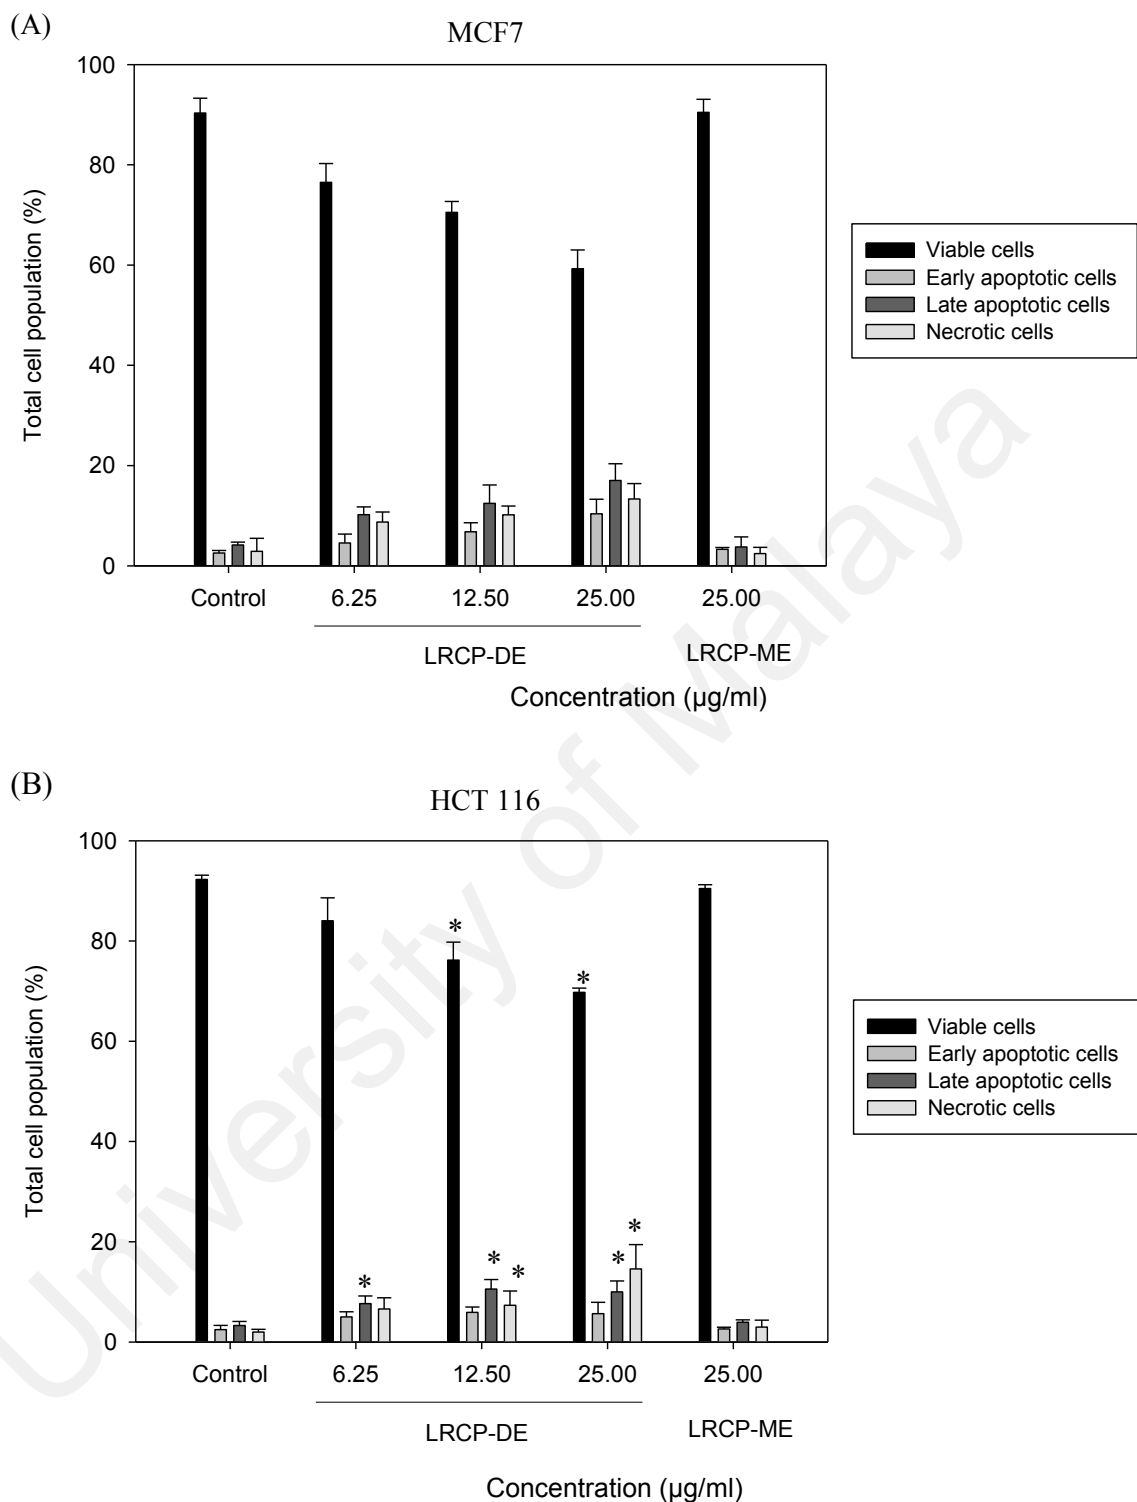 (A)
MCF7
100
80
60
40
20
0
Total cell population (%)
Viable cells
Early apoptotic cells
Late apoptotic cells
Necrotic cells
Control 6.25 12.50 25.00 25.00
LRCP-DE LRCP-ME
Concentration (µg/ml)
(B)
HCT 116
100
80
60
40
20
0
Total cell population (%)
*
*
*
*
*
*
*
Viable cells
Early apoptotic cells
Late apoptotic cells
Necrotic cells
Control 6.25 12.50 25.00 25.00
LRCP-DE LRCP-ME
Concentration (µg/ml)
University of Malaya